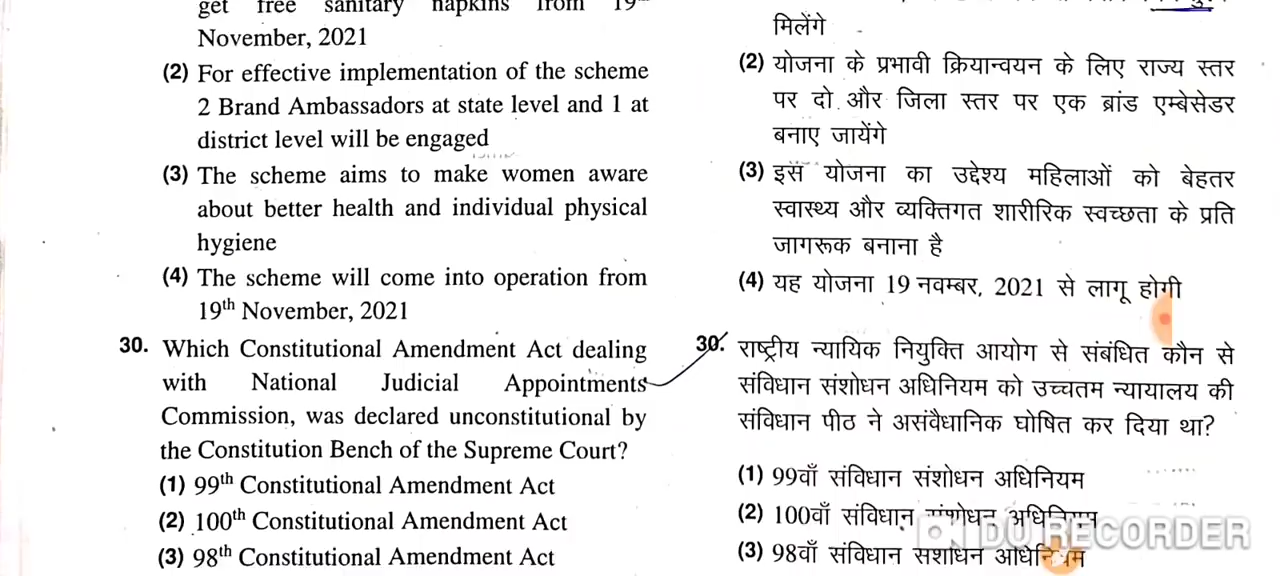 get free sanitary napkins from 19th
November, 2021
(2) For effective implementation of the scheme
2 Brand Ambassadors at state level and 1 at
district level will be engaged
(3) The scheme aims to make women aware
about better health and individual physical
hygiene
(4) The scheme will come into operation from
19th November, 2021
30. Which Constitutional Amendment Act dealing
with National Judicial Appointments
Commission, was declared unconstitutional by
the Constitution Bench of the Supreme Court?
(1) 99th Constitutional Amendment Act
(2) 100th Constitutional Amendment Act
(3) 98th Constitutional Amendment Act
मिलेंगे
(2) योजना के प्रभावी क्रियान्वयन के लिए राज्य स्तर
पर दो और जिला स्तर पर एक ब्रांड एम्बेसेडर
बनाए जायेंगे
(3) इस योजना का उद्देश्य महिलाओं को बेहतर
स्वास्थ्य और व्यक्तिगत शारीरिक स्वच्छता के प्रति
जागरूक बनाना है
(4) यह योजना 19 नवम्बर, 2021 से लागू होगी
30. राष्ट्रीय न्यायिक नियुक्ति आयोग से संबंधित कौन से
संविधान संशोधन अधिनियम को उच्चतम न्यायालय की
संविधान पीठ ने असंवैधानिक घोषित कर दिया था?
(1) 99वाँ संविधान संशोधन अधिनियम
(2) 100वाँ संविधान संशोधन अधिनियम
(3) 98वाँ संविधान संशोधन अधिनियम
DU RECORDER